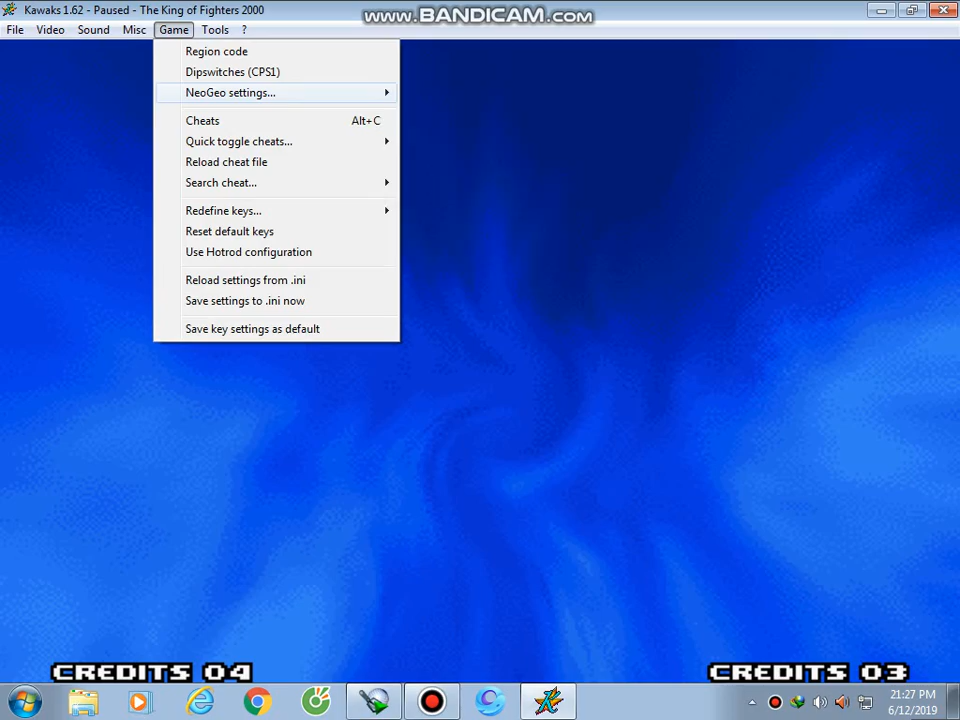 Kawaks 1.62 - Paused - The King of Fighters 2000
WWW.BANDICAM.COM
File Video Sound Misc Game Tools ?
Region code
Dipswitches (CPS1)
NeoGeo settings...
Cheats Alt+C
Quick toggle cheats...
Reload cheat file
Search cheat...
Redefine keys...
Reset default keys
Use Hotrod configuration
Reload settings from .ini
Save settings to .ini now
Save key settings as default
CREDITS 04
CREDITS 03
21:27 PM
6/12/2019